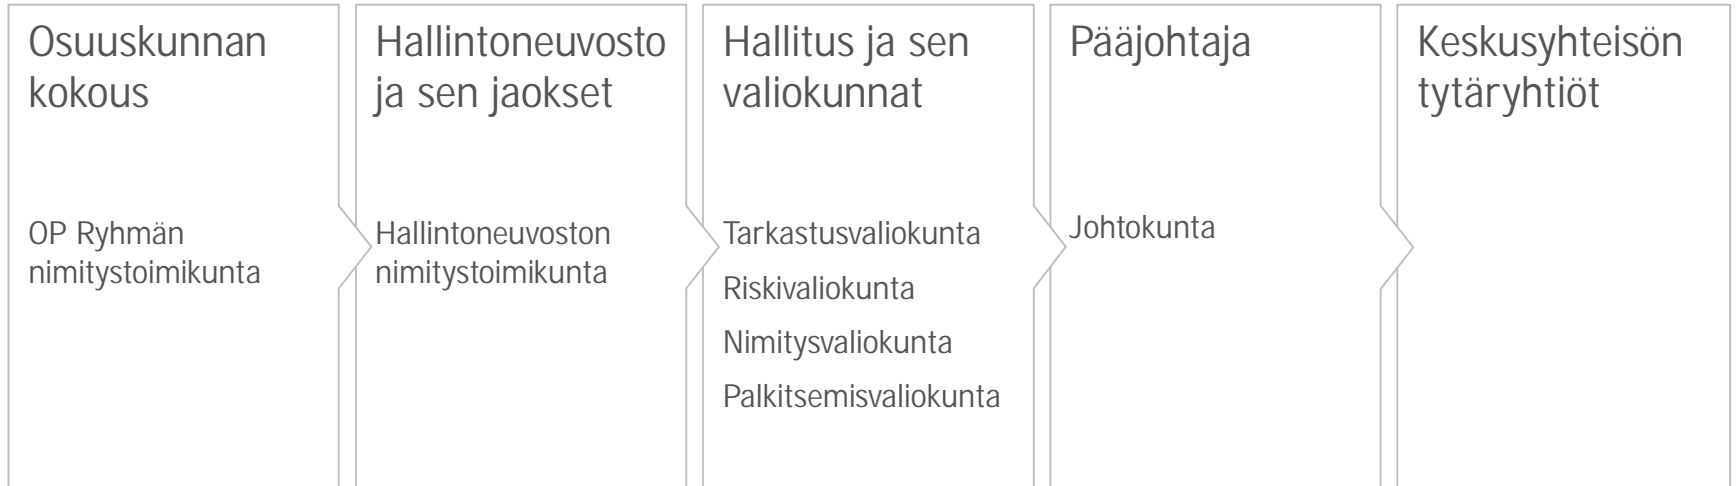 Osuuskunnan
kokous
OP Ryhmän
nimitystoimikunta
Hallintoneuvosto
ja sen jaokset
Hallintoneuvoston
nimitystoimikunta
Hallitus ja sen
valiokunnat
Tarkastusvaliokunta
Riskivaliokunta
Nimitysvaliokunta
Palkitsemisvaliokunta
Pääjohtaja
Johtokunta
Keskusyhteisön
tytäryhtiöt